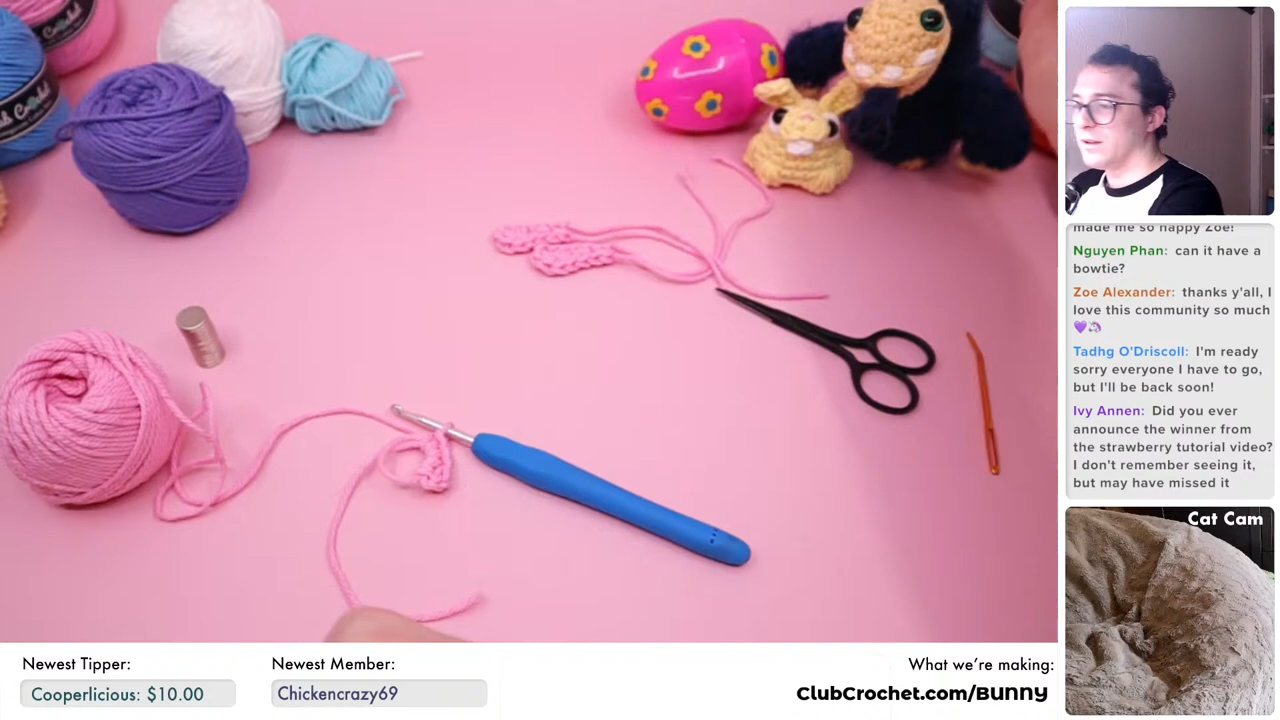 made me so happy Zoe!
Nguyen Phan: can it have a
bowtie?
Zoe Alexander: thanks y'all, I
love this community so much
💜🦄
Tadhg O'Driscoll: I'm ready
sorry everyone I have to go,
but I'll be back soon!
Ivy Annen: Did you ever
announce the winner from
the strawberry tutorial video?
I don't remember seeing it,
but may have missed it
Cat Cam
Newest Tipper:
Cooperlicious: $10.00
Newest Member:
Chickencrazy69
What we're making:
ClubCrochet.com/BUNNY